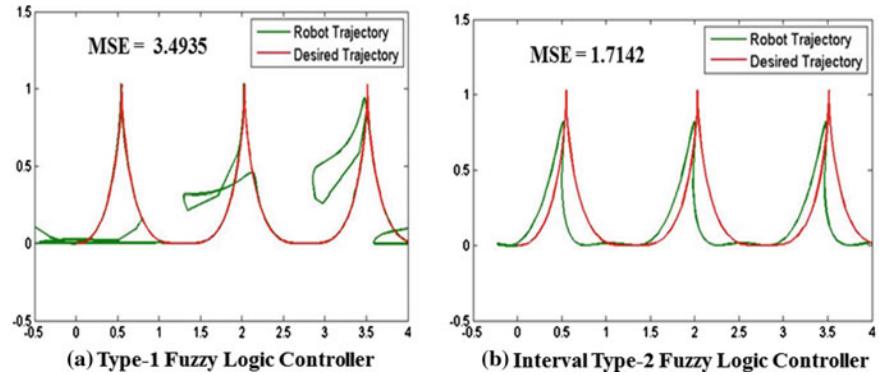 1.5
MSE = 3.4935
Robot Trajectory
Desired Trajectory
1
0.5
0
-0.5
-0.5 0 0.5 1 1.5 2 2.5 3 3.5 4
(a) Type-1 Fuzzy Logic Controller
1.5
MSE = 1.7142
Robot Trajectory
Desired Trajectory
1
0.5
0
-0.5
-0.5 0 0.5 1 1.5 2 2.5 3 3.5 4
(b) Interval Type-2 Fuzzy Logic Controller